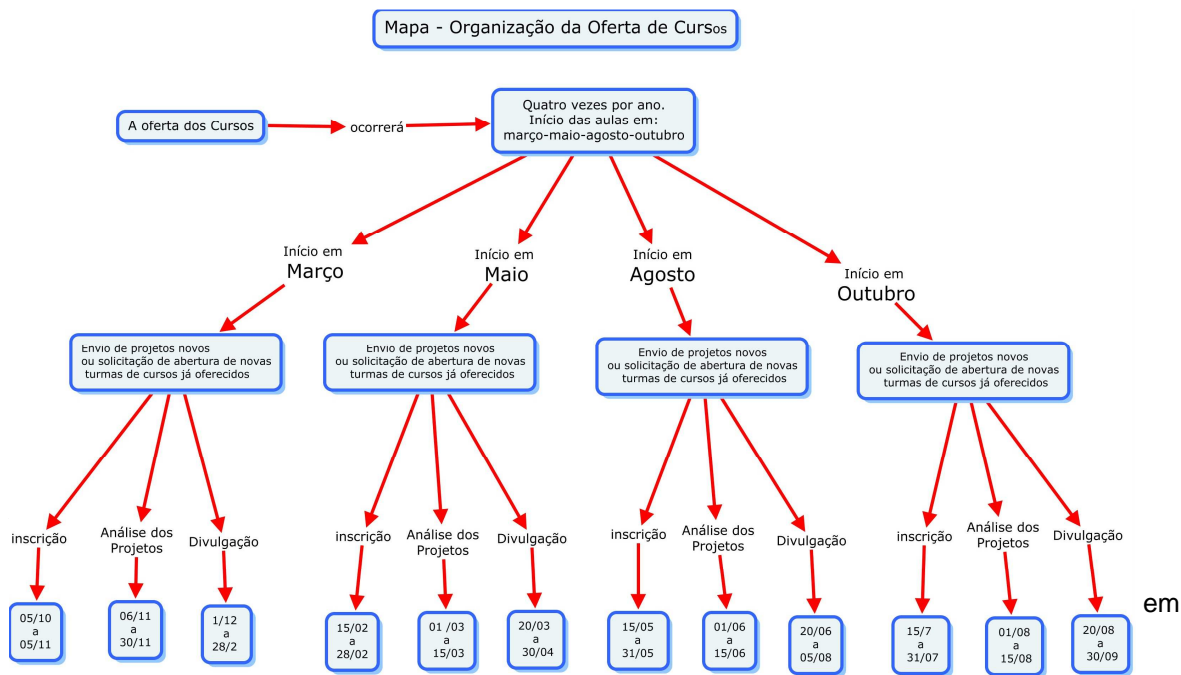 Mapa - Organização da Oferta de Cursos
Quatro vezes por ano.
Início das aulas em:
março-maio-agosto-outubro
A oferta dos Cursos
ocorrerá
Início em
Março
Início em
Maio
Início em
Agosto
Início em
Outubro
Envio de projetos novos
ou solicitação de abertura de novas
turmas de cursos já oferecidos
Envio de projetos novos
ou solicitação de abertura de novas
turmas de cursos já oferecidos
Envio de projetos novos
ou solicitação de abertura de novas
turmas de cursos já oferecidos
Envio de projetos novos
ou solicitação de abertura de novas
turmas de cursos já oferecidos
inscrição
Análise dos
Projetos
Divulgação
inscrição
Análise dos
Projetos
Divulgação
inscrição
Análise dos
Projetos
Divulgação
inscrição
Análise dos
Projetos
Divulgação
05/10
a
05/11
06/11
a
30/11
1/12
a
28/2
15/02
a
28/02
01 /03
a
15/03
20/03
a
30/04
15/05
a
31/05
01/06
a
15/06
20/06
a
05/08
15/7
a
31/07
01/08
a
15/08
20/08
a
30/09
em